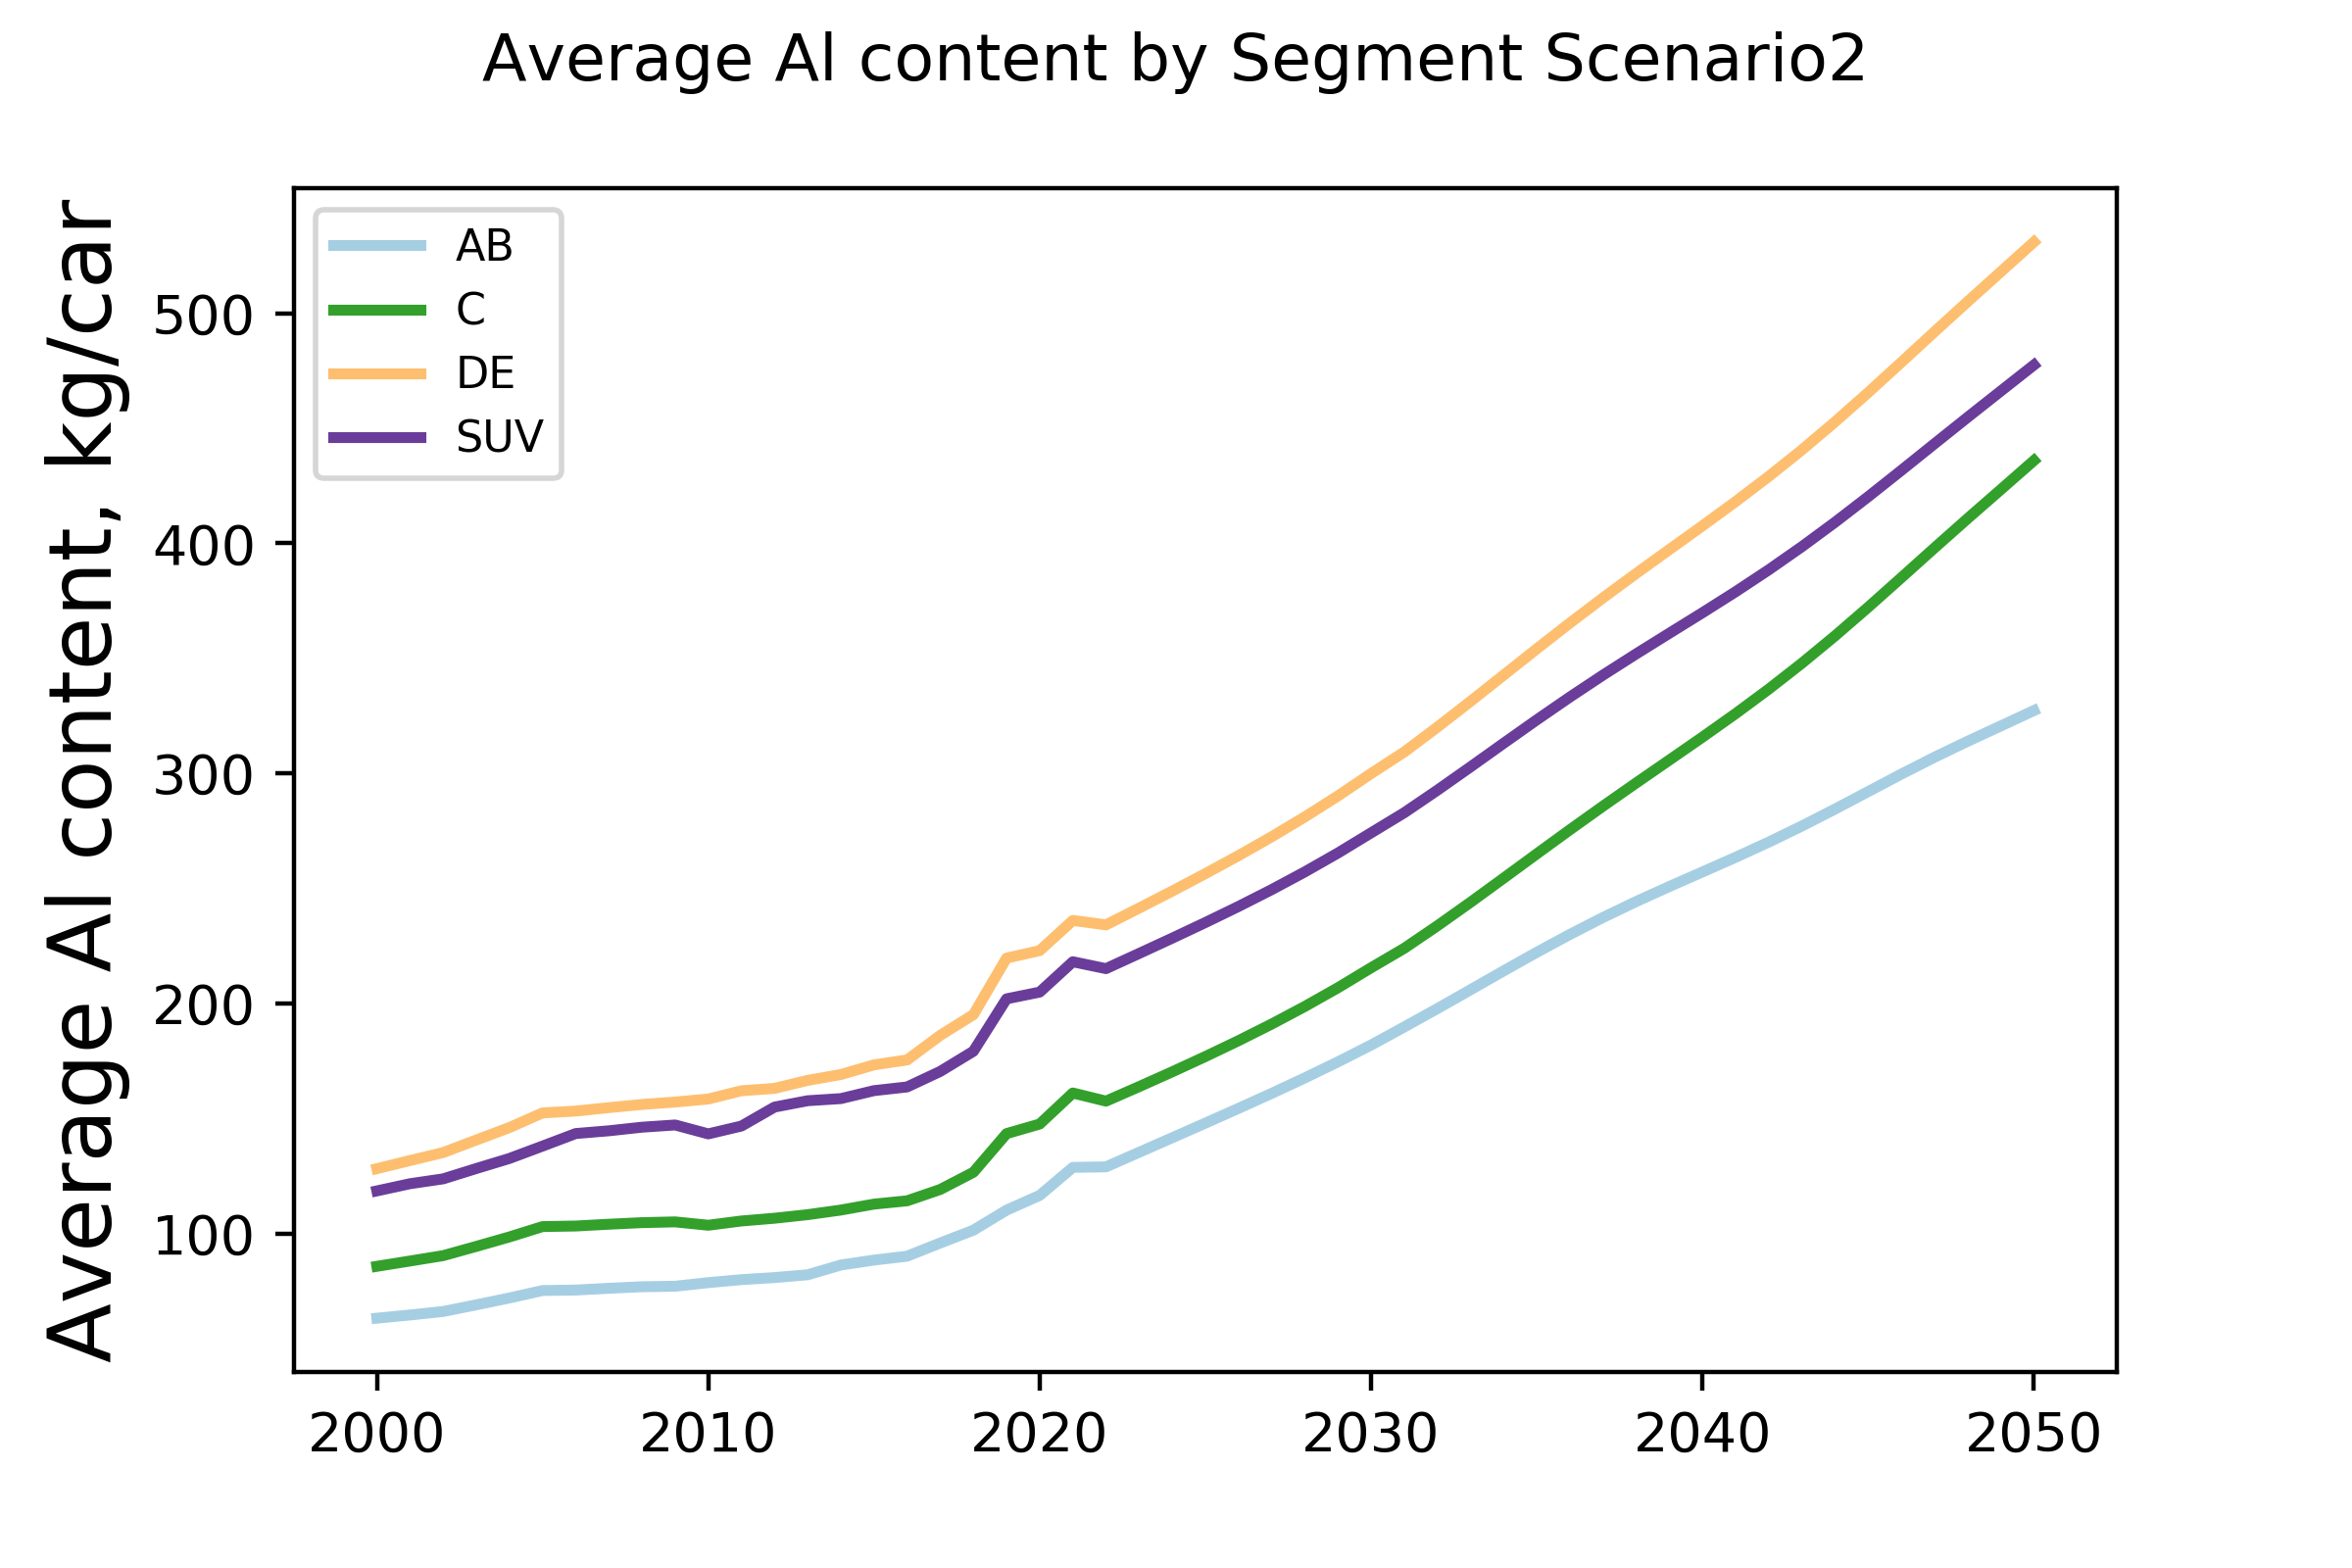 Average Al content by Segment Scenario2
Average Al content, kg/car
AB
C
DE
SUV
500
400
300
200
100
2000 2010 2020 2030 2040 2050